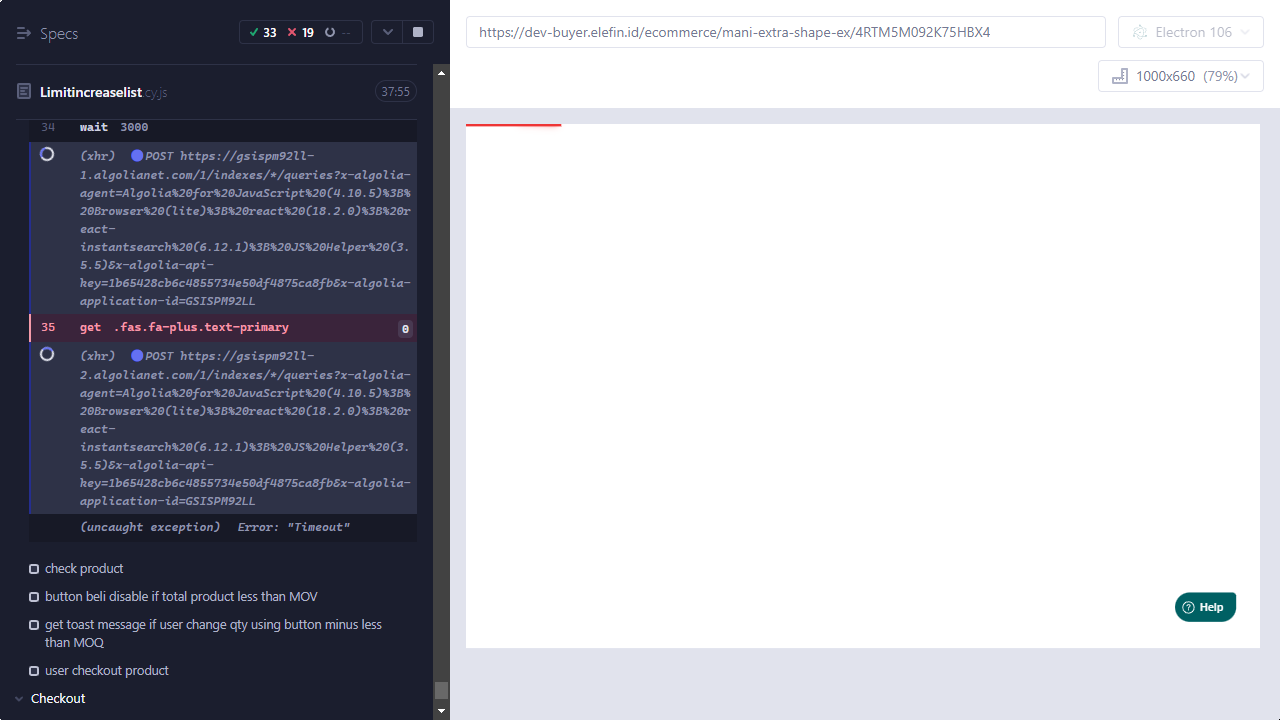 Specs
33 19 --
https://dev-buyer.elefin.id/ecommerce/mani-extra-shape-ex/4RTM5M092K75HBX4
Electron 106
1000x660 (79%)
Limitincreaselist.cy.js 37:55
34 wait 3000
(xhr) POST https://gsispm92ll-
1.algolianet.com/1/indexes/*/queries?x-algolia-
agent=Algolia%20for%20JavaScript%20(4.10.5)%3B%
20Browser%20(lite)%3B%20react%20(18.2.0)%3B%20r
eact-
instantsearch%20(6.12.1)%3B%20JS%20Helper%20(3.
5.5)&x-algolia-api-
key=1b65428cb6c4855734e50df4875ca8fb&x-algolia-
application-id=GSISPM92LL
35 get .fas.fa-plus.text-primary 0
(xhr) POST https://gsispm92ll-
2.algolianet.com/1/indexes/*/queries?x-algolia-
agent=Algolia%20for%20JavaScript%20(4.10.5)%3B%
20Browser%20(lite)%3B%20react%20(18.2.0)%3B%20r
eact-
instantsearch%20(6.12.1)%3B%20JS%20Helper%20(3.
5.5)&x-algolia-api-
key=1b65428cb6c4855734e50df4875ca8fb&x-algolia-
application-id=GSISPM92LL
(uncaught exception) Error: "Timeout"
check product
button beli disable if total product less than MOV
get toast message if user change qty using button minus less
than MOQ
user checkout product
Checkout
Help